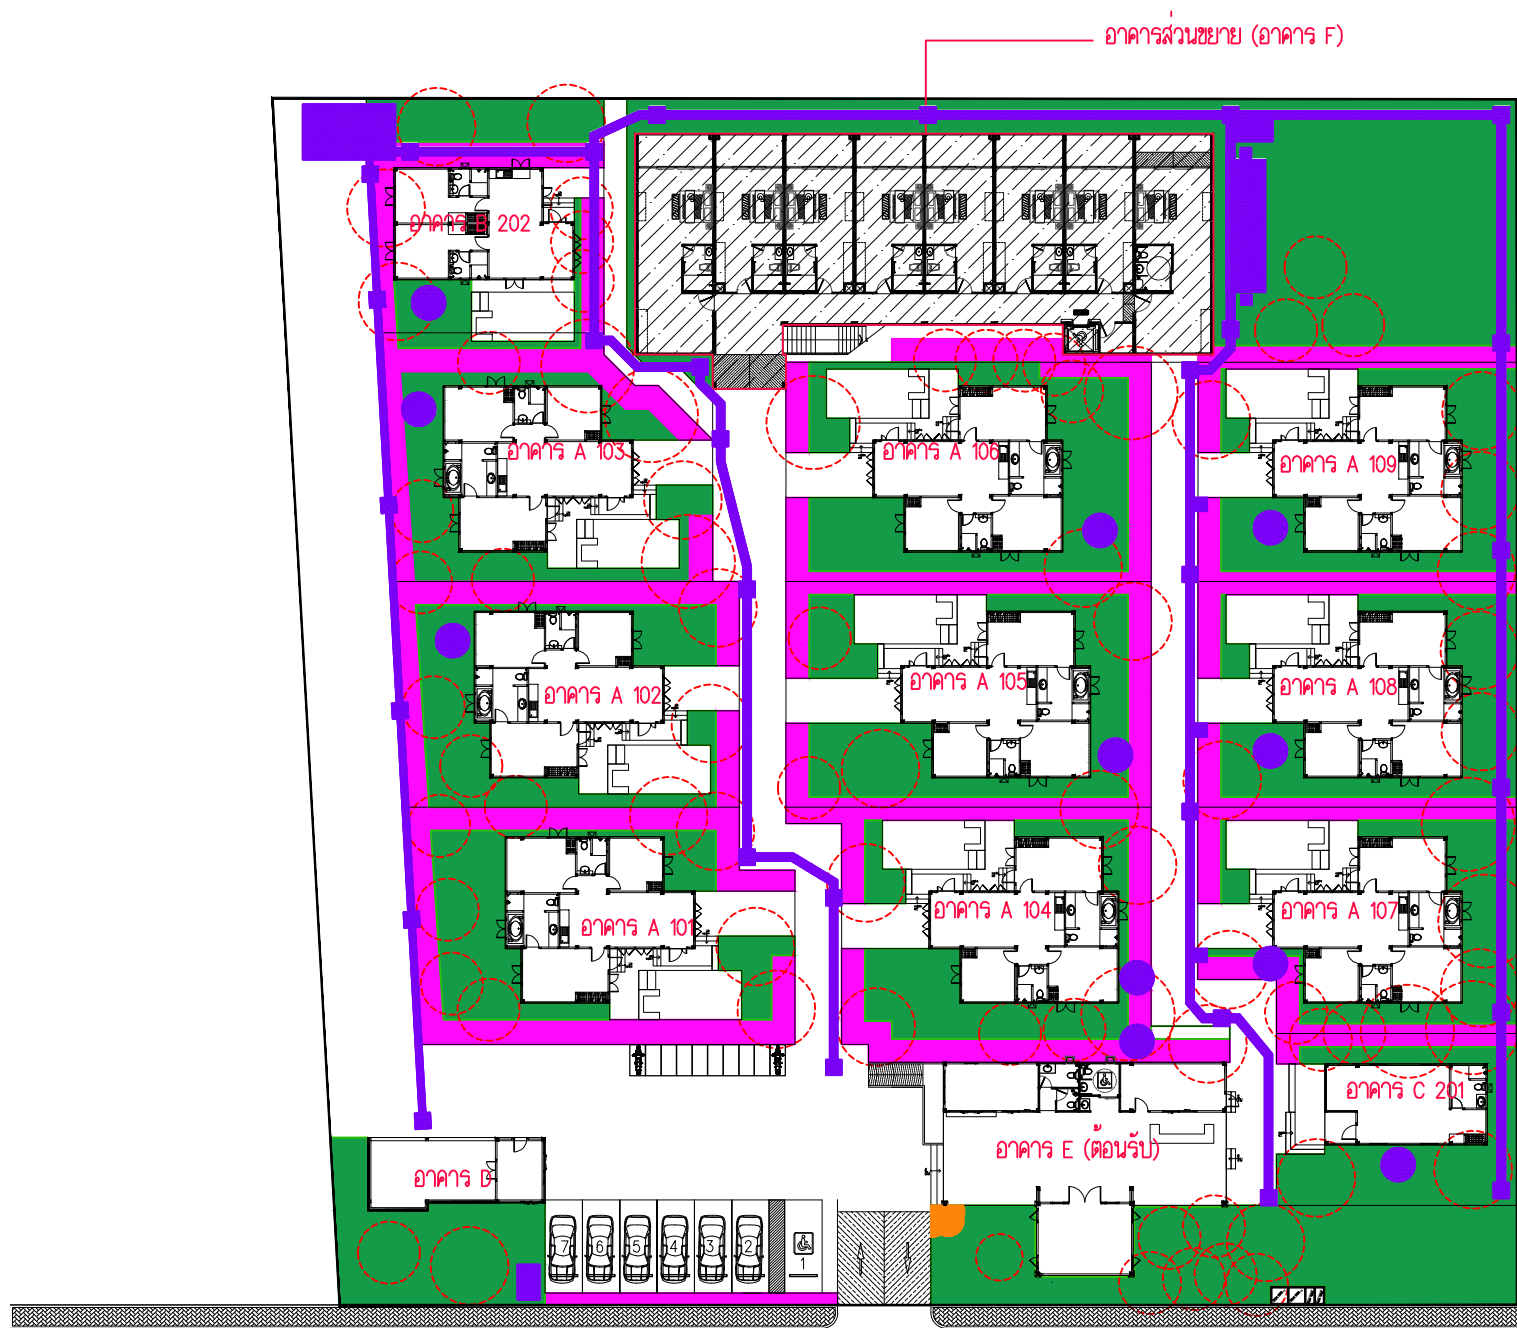 อาคารส่วนขยาย (อาคาร F)
อาคาร B 202
อาคาร A 103
อาคาร A 106
อาคาร A 109
อาคาร A 102
อาคาร A 105
อาคาร A 108
อาคาร A 101
อาคาร A 104
อาคาร A 107
อาคาร C 201
อาคาร E (ต้อนรับ)
อาคาร D
7 6 5 4 3 2 1